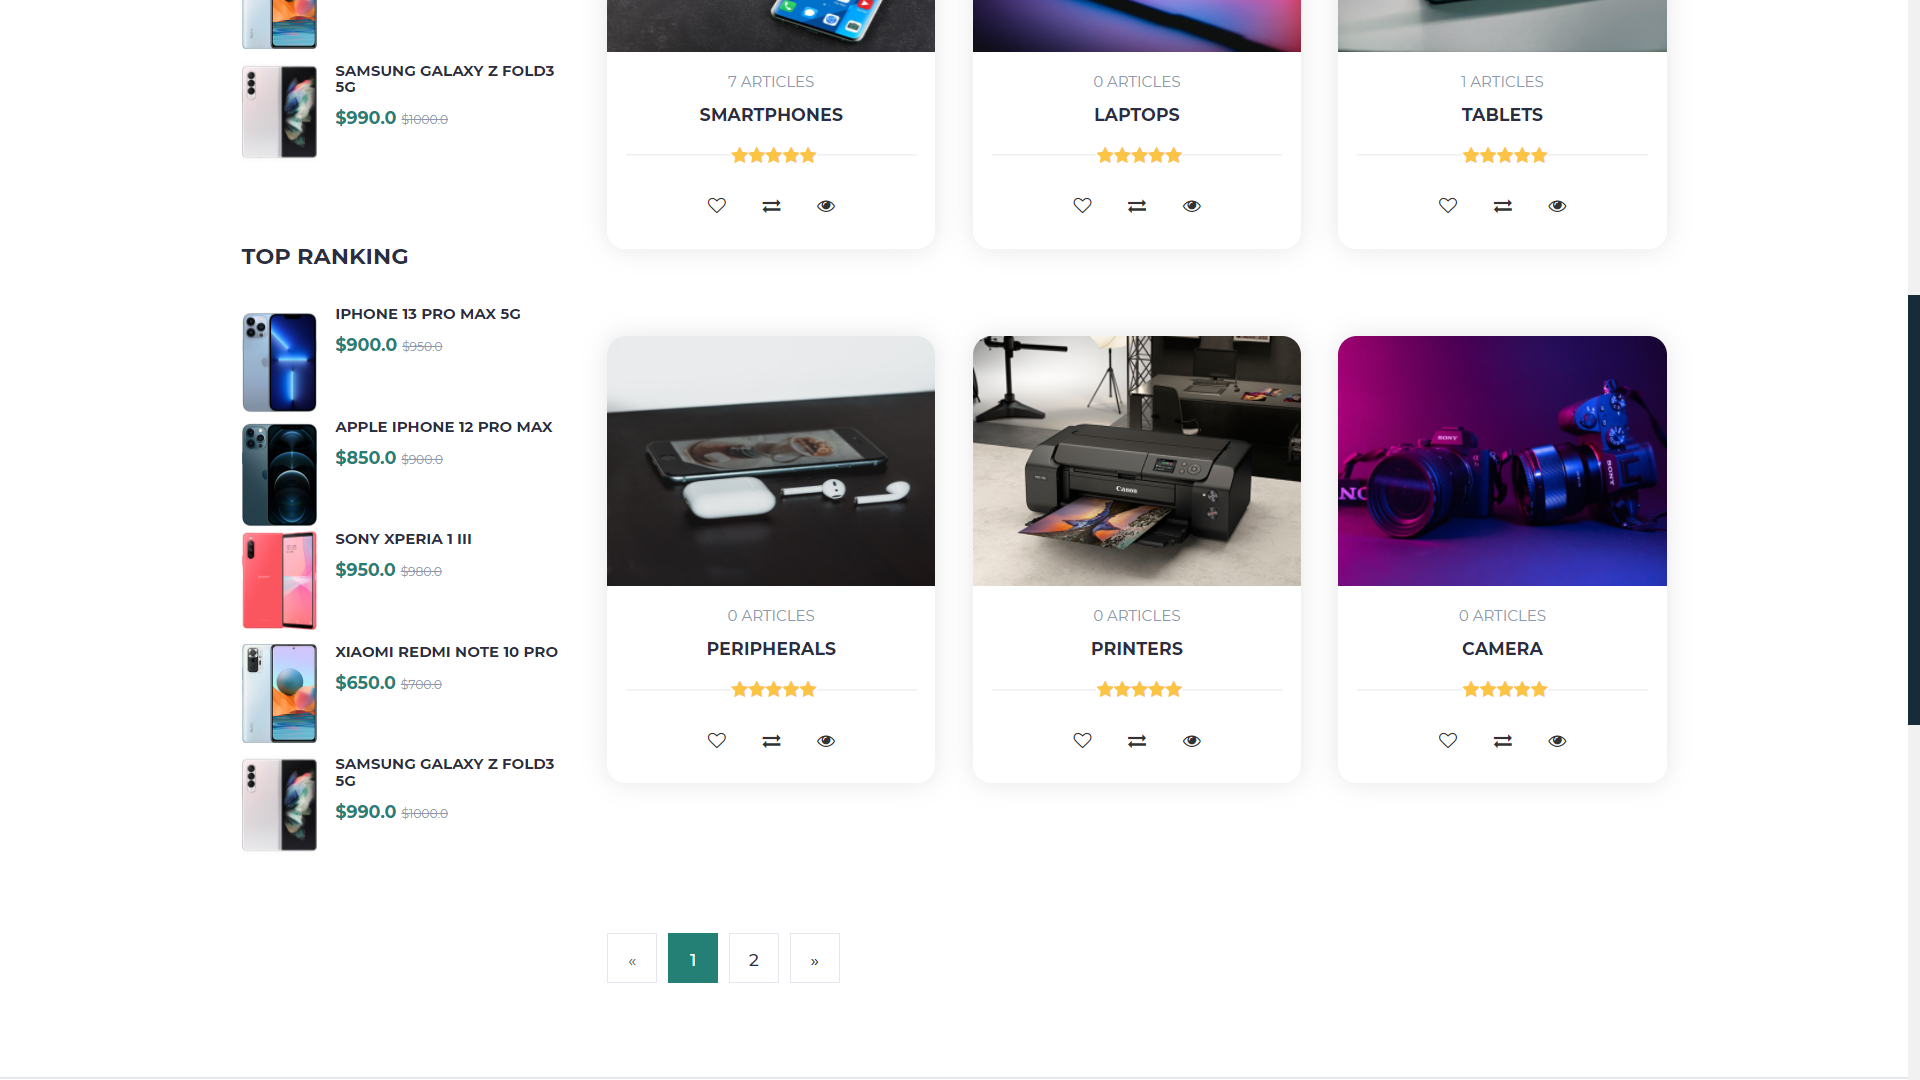 SAMSUNG GALAXY Z FOLD3
5G
$990.0 $1000.0
7 ARTICLES
SMARTPHONES
0 ARTICLES
LAPTOPS
1 ARTICLES
TABLETS
TOP RANKING
IPHONE 13 PRO MAX 5G
$900.0 $950.0
APPLE IPHONE 12 PRO MAX
$850.0 $900.0
SONY XPERIA 1 III
$950.0 $980.0
XIAOMI REDMI NOTE 10 PRO
$650.0 $700.0
SAMSUNG GALAXY Z FOLD3
5G
$990.0 $1000.0
Canon
SONY
SONY
0 ARTICLES
PERIPHERALS
0 ARTICLES
PRINTERS
0 ARTICLES
CAMERA
« 1 2 »